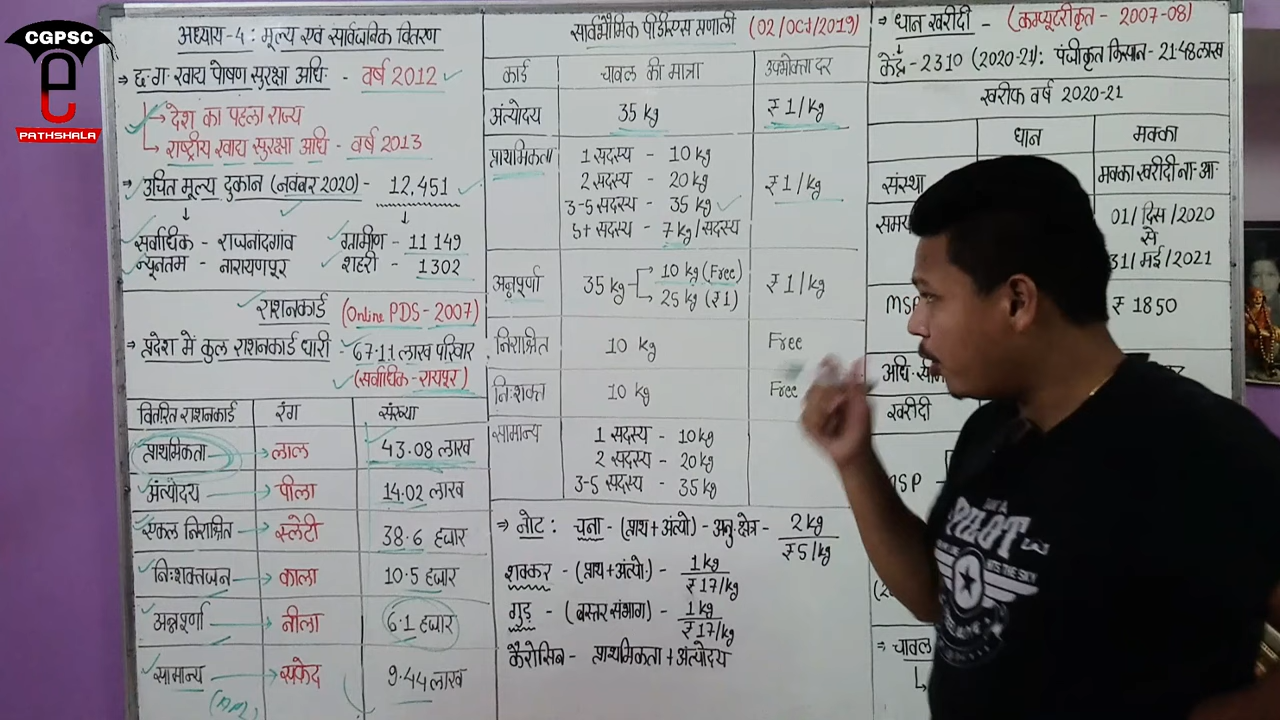 CGPSC
e
PATHSHALA
अध्याय-4 : मूल्य एवं सार्वजनिक वितरण
⇒ छ.ग. खाद्य पोषण सुरक्षा अधि. - वर्ष 2012
→ देश का पहला राज्य
→ राष्ट्रीय खाद्य सुरक्षा अधि - वर्ष 2013
→ उचित मूल्य दुकान (नवंबर 2020) - 12,451
सर्वाधिक - राजनांदगांव ग्रामीण - 11149
न्यूनतम - नारायणपूर शहरी - 1302
राशनकार्ड (Online PDS - 2007)
→ प्रदेश में कुल राशनकार्ड धारी - 67.11 लाख परिवार
(सर्वाधिक - रायपूर)
वितरित राशनकार्ड रंग संख्या
प्राथमिकता → लाल 43.08 लाख
अंत्योदय → पीला 14.02 लाख
एकल निराश्रित → स्लेटी 38.6 हजार
निःशक्तजन → काला 10.5 हजार
अन्नपूर्णा → नीला 6.1 हजार
सामान्य → सफेद 9.44 लाख
(APL)
सार्वभौमिक पीडीएस प्रणाली (02/Oct/2019)
कार्ड चावल की मात्रा उपभोक्ता दर
अंत्योदय 35 kg ₹ 1/kg
प्राथमिकता 1 सदस्य - 10 kg
2 सदस्य - 20 kg ₹ 1/kg
3-5 सदस्य - 35 kg
5+ सदस्य - 7 kg/सदस्य
अन्नपूर्णा 35 kg → 10 kg (Free) ₹ 1/kg
→ 25 kg (₹1)
निराश्रित 10 kg Free
निःशक्त 10 kg Free
सामान्य 1 सदस्य - 10 kg
2 सदस्य - 20 kg
3-5 सदस्य - 35 kg
⇒ नोट : चना - (प्राथ+अंत्यो) - अनु. क्षेत्र - 2 kg
₹5/kg
शक्कर - (प्राथ+अंत्यो.) - 1 kg
₹17/kg
गुड़ - (बस्तर संभाग) - 1 kg
₹17/kg
कैरोसिन - प्राथमिकता + अंत्योदय
⇒ धान खरीदी - (कम्प्यूटरीकृत - 2007-08)
केंद्र - 2310 (2020-21) : पंजीकृत किसान - 21.48 लाख
खरीफ वर्ष 2020-21
धान मक्का
संस्था मक्का खरीदी ना. आ.
01/दिस/2020
से
31/मई/2021
₹ 1850
खरीदी
MSP
⇒ चावल
PILOT